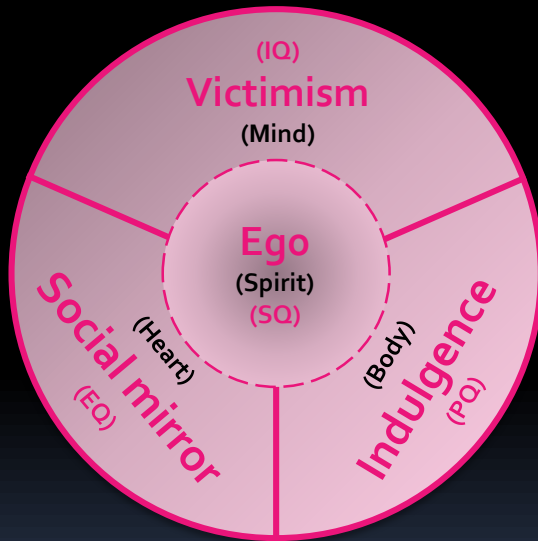 (IQ)
Victimism
(Mind)
Ego
(Spirit)
(SQ)
Social mirror
(Heart)
(EQ)
Indulgence
(Body)
(PQ)